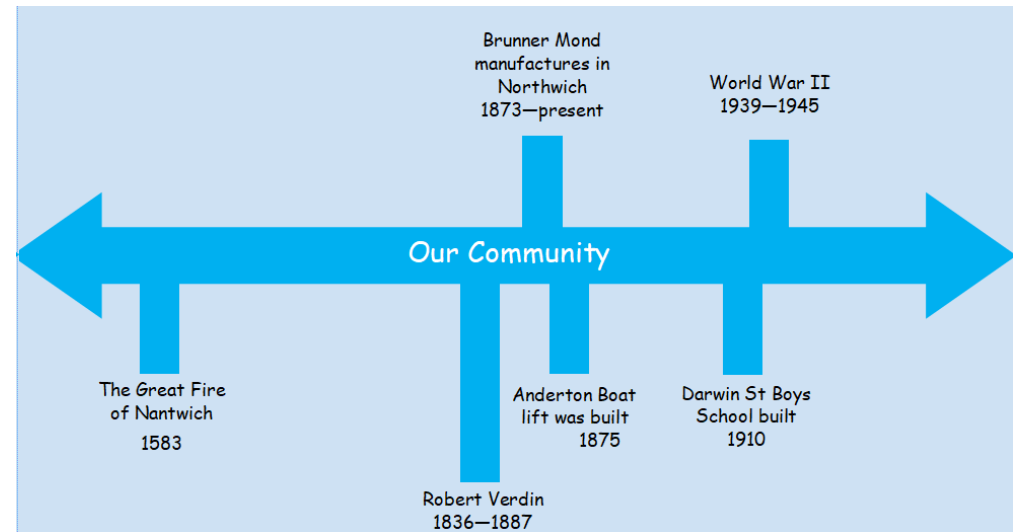 Brunner Mond
manufactures in
Northwich
1873—present
World War II
1939—1945
Our Community
The Great Fire
of Nantwich
1583
Robert Verdin
1836—1887
Anderton Boat
lift was built
1875
Darwin St Boys
School built
1910